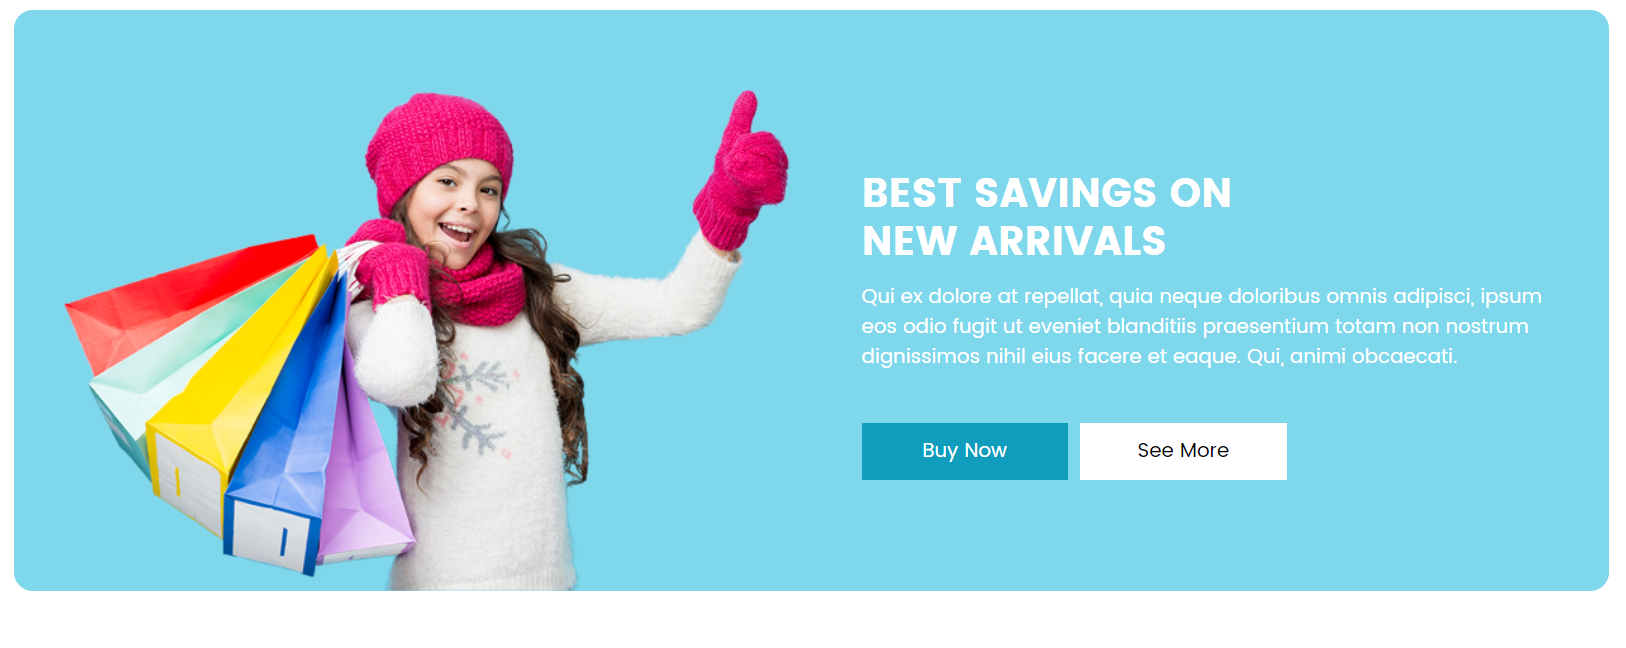 BEST SAVINGS ON
NEW ARRIVALS
Qui ex dolore at repellat, quia neque doloribus omnis adipisci, ipsum
eos odio fugit ut eveniet blanditiis praesentium totam non nostrum
dignissimos nihil eius facere et eaque. Qui, animi obcaecati.
Buy Now
See More